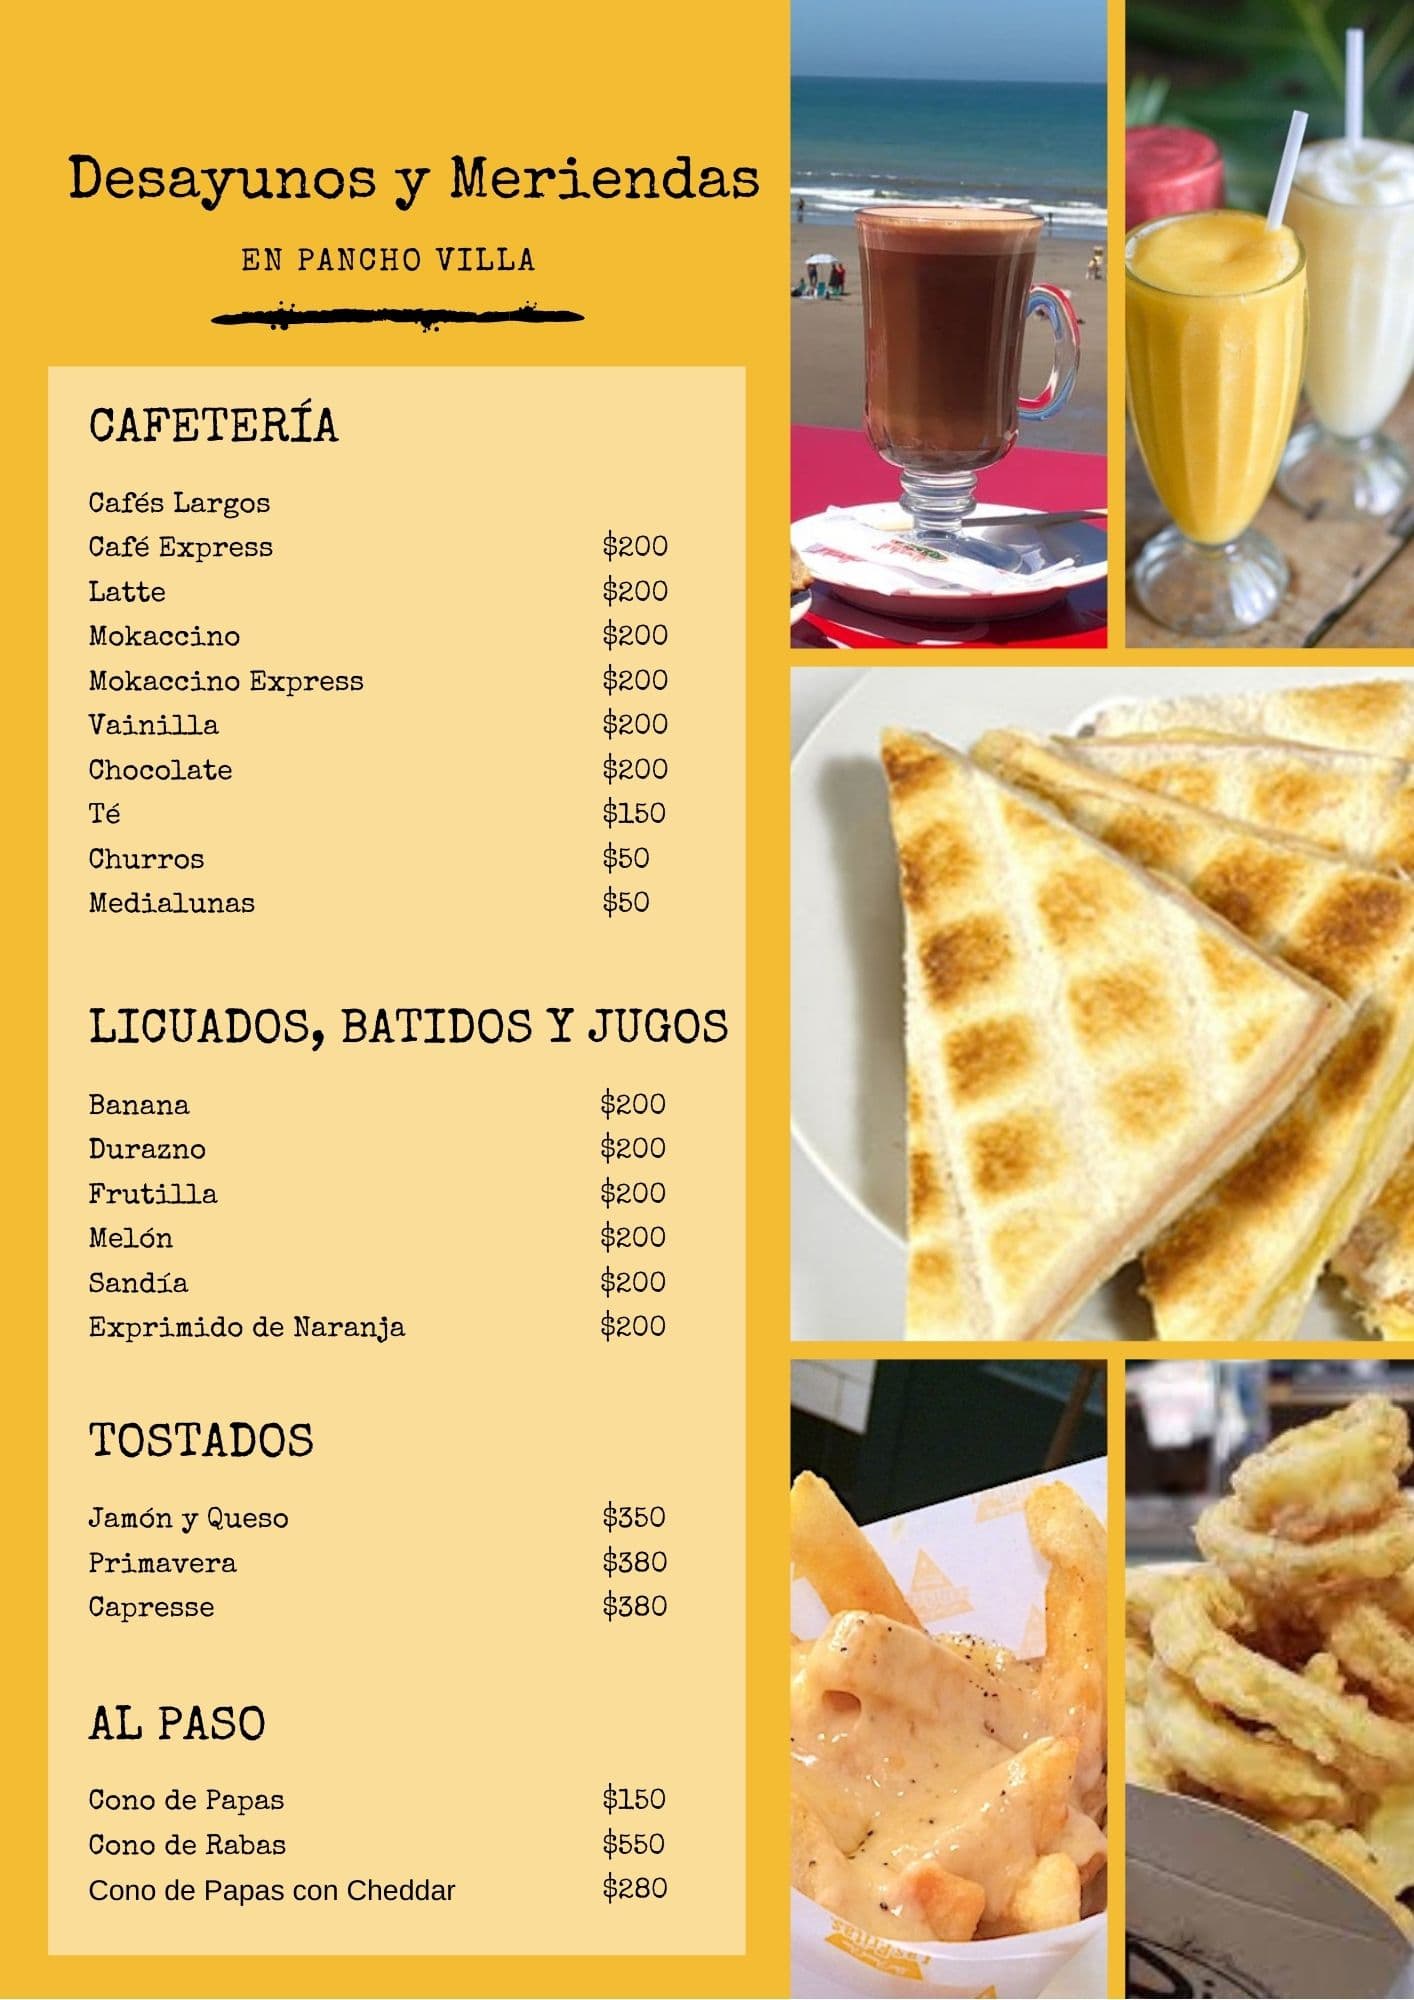 Desayunos y Meriendas
EN PANCHO VILLA
CAFETERÍA
Cafés Largos
Café Express $200
Latte $200
Mokaccino $200
Mokaccino Express $200
Vainilla $200
Chocolate $200
Té $150
Churros $50
Medialunas $50
LICUADOS, BATIDOS Y JUGOS
Banana $200
Durazno $200
Frutilla $200
Melón $200
Sandía $200
Exprimido de Naranja $200
TOSTADOS
Jamón y Queso $350
Primavera $380
Capresse $380
AL PASO
Cono de Papas $150
Cono de Rabas $550
Cono de Papas con Cheddar $280